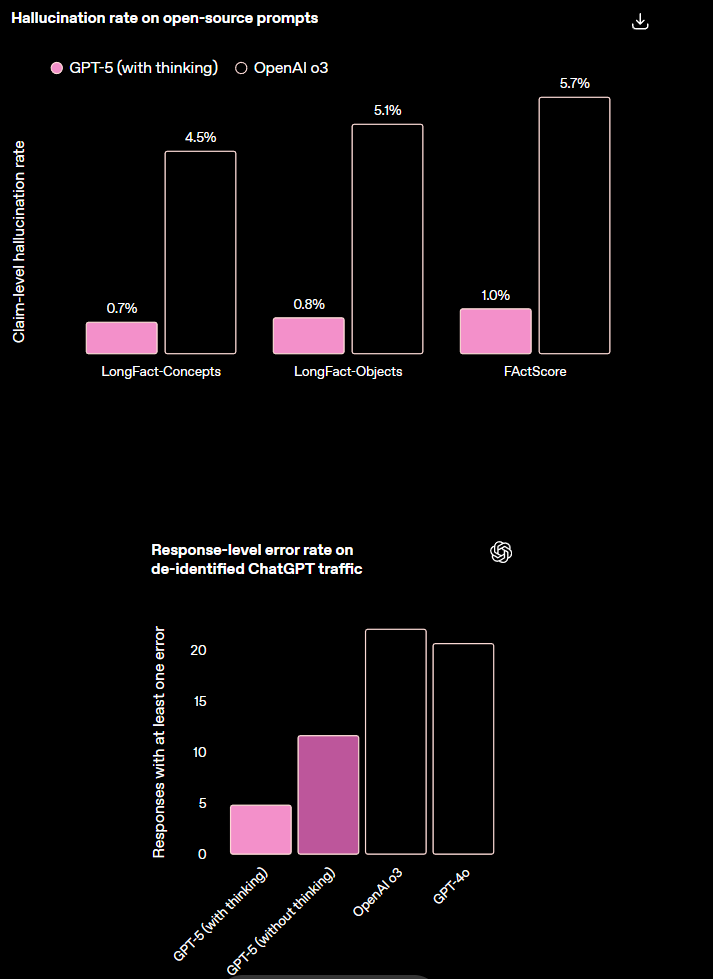 Hallucination rate on open-source prompts
GPT-5 (with thinking)
OpenAI o3
Claim-level hallucination rate
0.7%
4.5%
0.8%
5.1%
1.0%
5.7%
LongFact-Concepts
LongFact-Objects
FActScore
Response-level error rate on
de-identified ChatGPT traffic
Responses with at least one error
20
15
10
5
0
GPT-5 (with thinking)
GPT-5 (without thinking)
OpenAI o3
GPT-4o